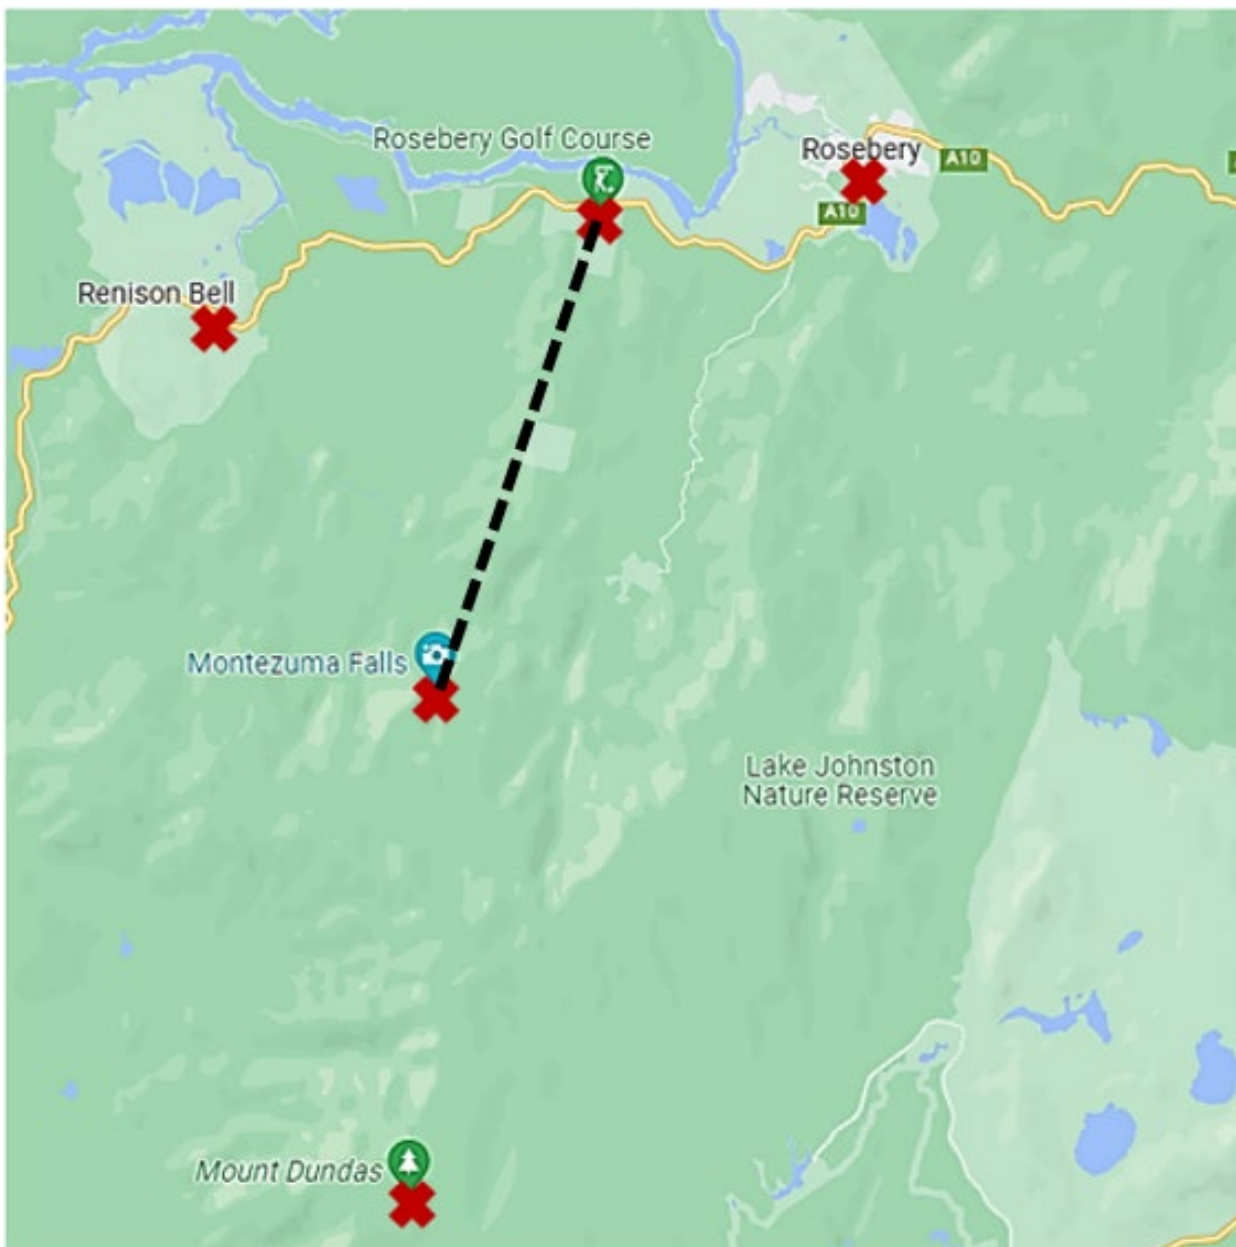 Rosebery Golf Course
Rosebery
A10
A10
Renison Bell
Montezuma Falls
Lake Johnston
Nature Reserve
Mount Dundas